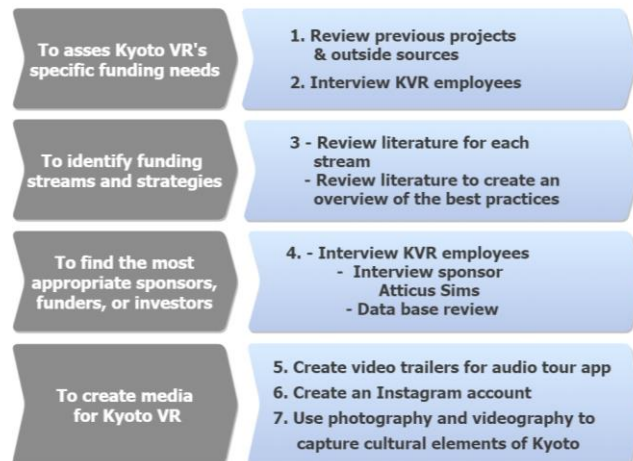 To asses Kyoto VR's
specific funding needs
1. Review previous projects
& outside sources
2. Interview KVR employees
To identify funding
streams and strategies
3 - Review literature for each
stream
- Review literature to create an
overview of the best practices
To find the most
appropriate sponsors,
funders, or investors
4. - Interview KVR employees
- Interview sponsor
Atticus Sims
- Data base review
To create media
for Kyoto VR
5. Create video trailers for audio tour app
6. Create an Instagram account
7. Use photography and videography to
capture cultural elements of Kyoto